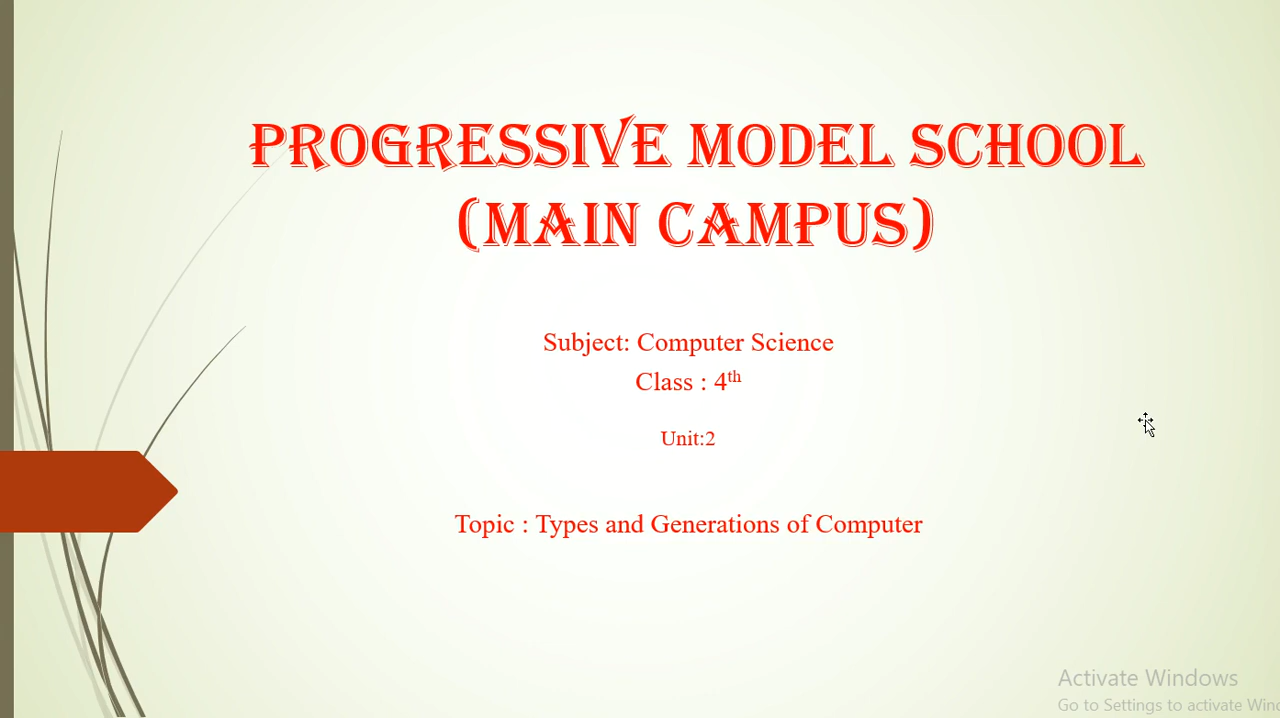 PROGRESSIVE MODEL SCHOOL
(MAIN CAMPUS)
Subject: Computer Science
Class : 4th
Unit:2
Topic : Types and Generations of Computer
Activate Windows
Go to Settings to activate Win